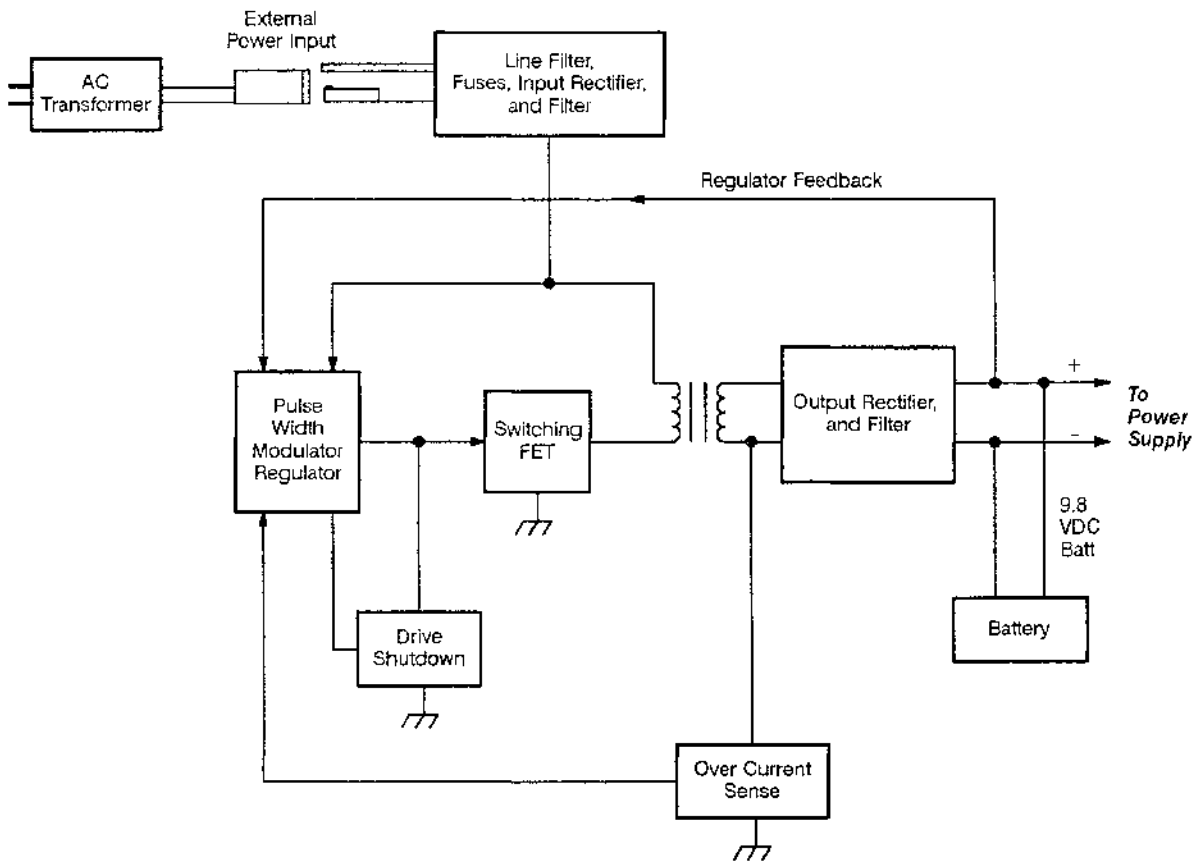 External
Power Input
AC
Transformer
Line Filter,
Fuses, Input Rectifier,
and Filter
Regulator Feedback
Pulse
Width
Modulator
Regulator
Switching
FET
Output Rectifier,
and Filter
+
-
To
Power
Supply
9.8
VDC
Batt
Battery
Drive
Shutdown
Over Current
Sense